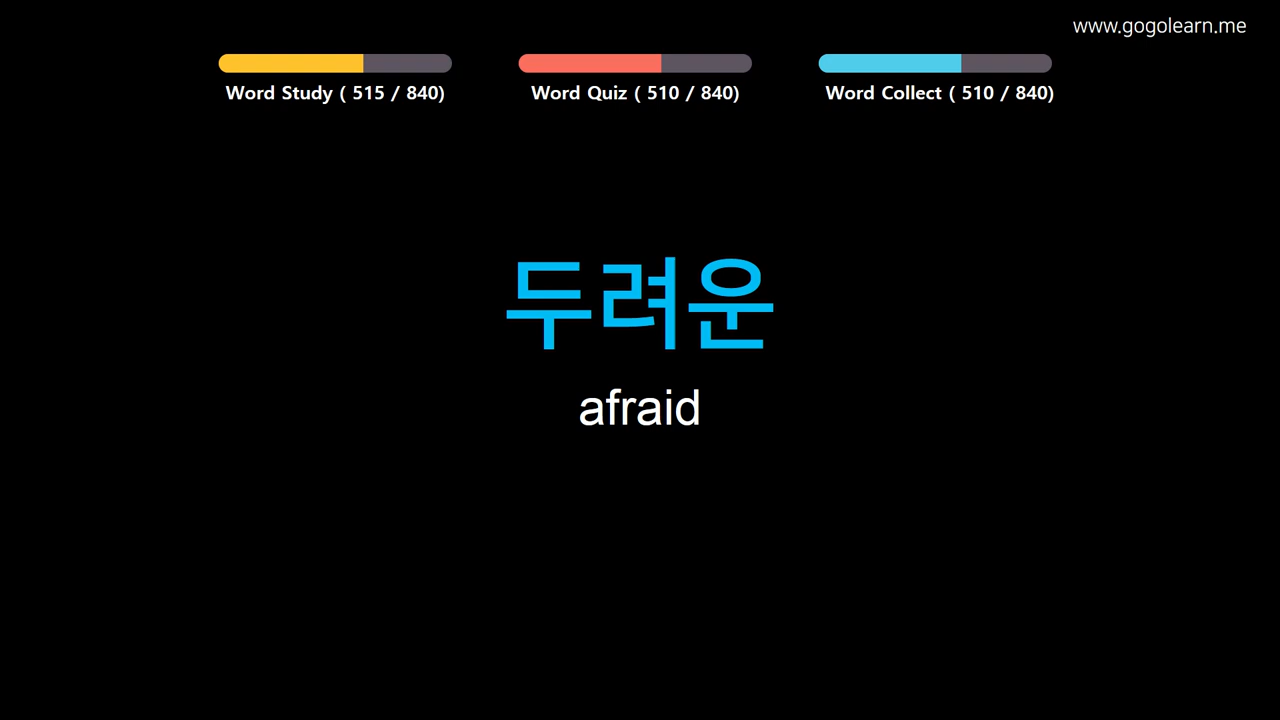 www.gogolearn.me
Word Study ( 515 / 840)
Word Quiz ( 510 / 840)
Word Collect ( 510 / 840)
두려운
afraid